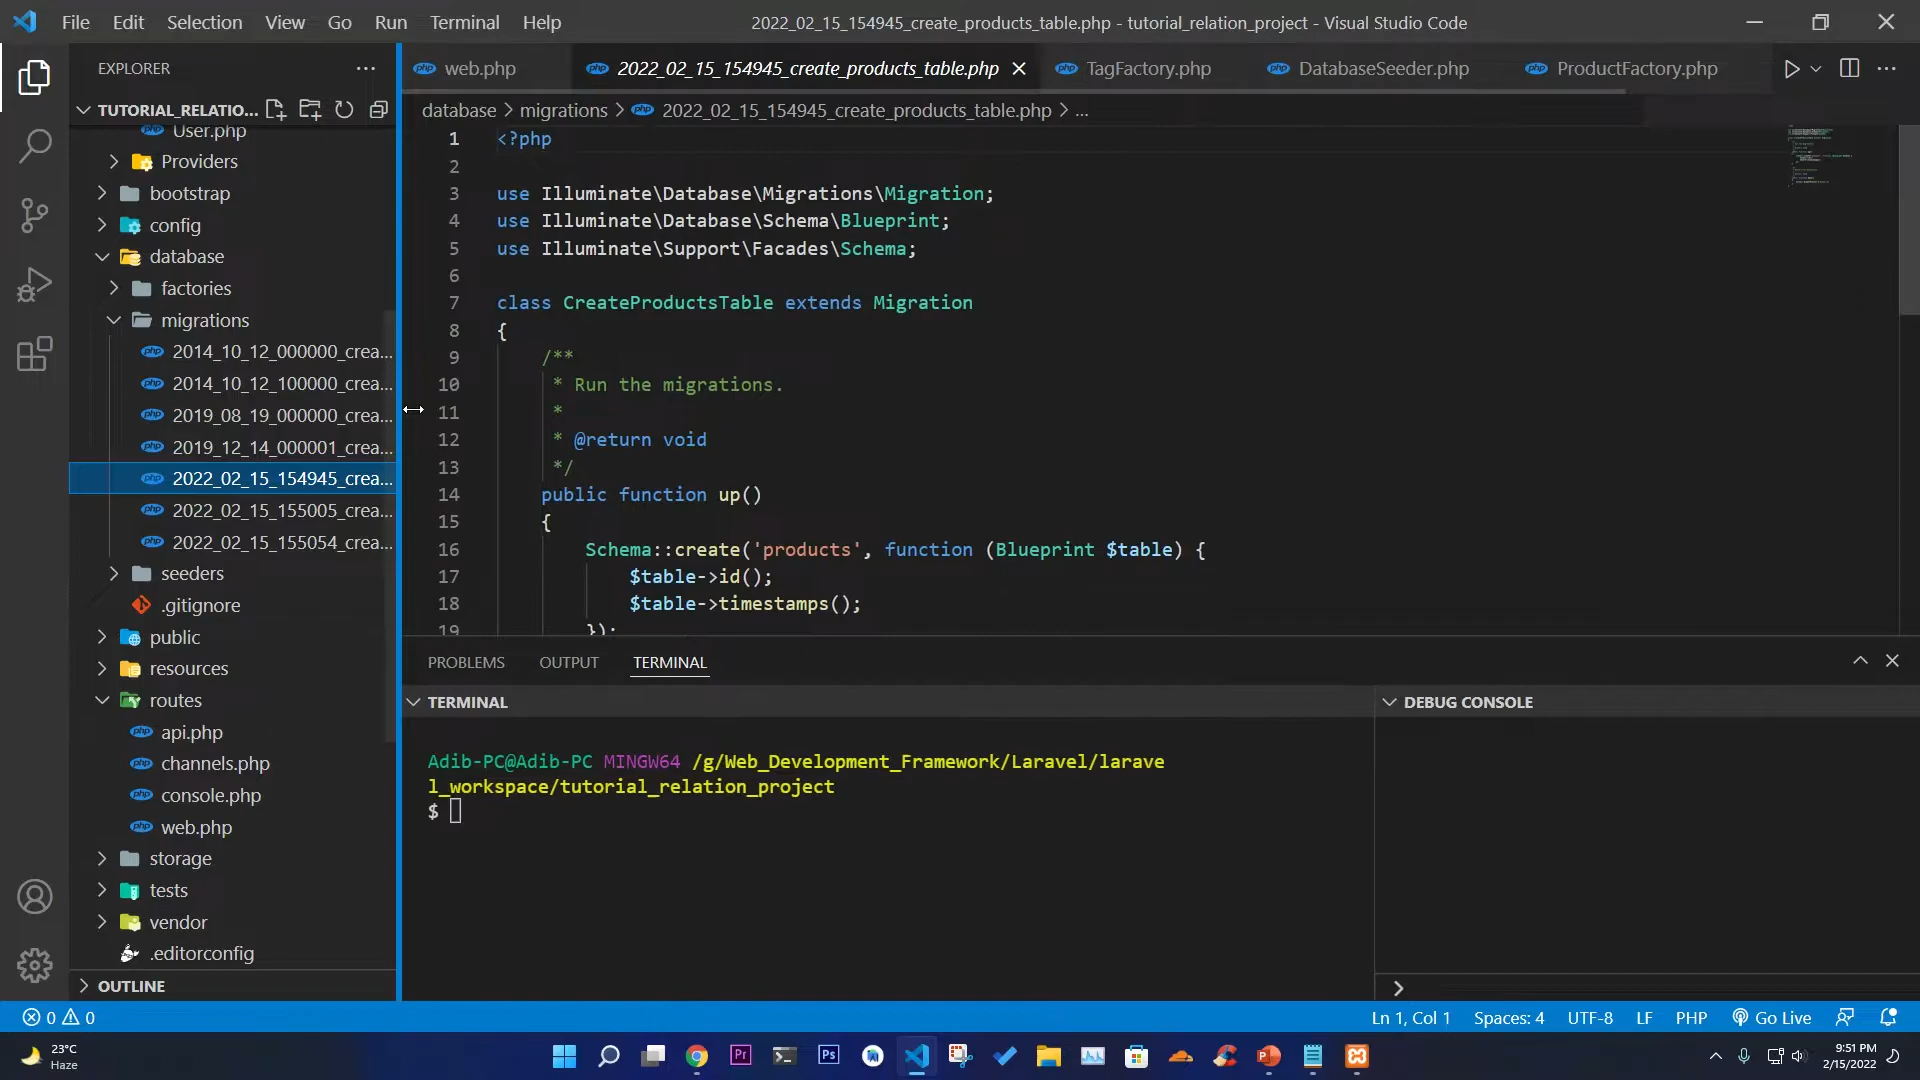 File Edit Selection View Go Run Terminal Help
2022_02_15_154945_create_products_table.php - tutorial_relation_project - Visual Studio Code
EXPLORER
web.php
2022_02_15_154945_create_products_table.php
TagFactory.php
DatabaseSeeder.php
ProductFactory.php
TUTORIAL_RELATIO...
User.php
Providers
bootstrap
config
database
factories
migrations
2014_10_12_000000_crea...
2014_10_12_100000_crea...
2019_08_19_000000_crea...
2019_12_14_000001_crea...
2022_02_15_154945_crea...
2022_02_15_155005_crea...
2022_02_15_155054_crea...
seeders
.gitignore
public
resources
routes
api.php
channels.php
console.php
web.php
storage
tests
vendor
.editorconfig
OUTLINE
database > migrations > 2022_02_15_154945_create_products_table.php > ...
1 <?php
2
3 use Illuminate\Database\Migrations\Migration;
4 use Illuminate\Database\Schema\Blueprint;
5 use Illuminate\Support\Facades\Schema;
6
7 class CreateProductsTable extends Migration
8 {
9 /**
10 * Run the migrations.
11 *
12 * @return void
13 */
14 public function up()
15 {
16 Schema::create('products', function (Blueprint $table) {
17 $table->id();
18 $table->timestamps();
19 });
PROBLEMS OUTPUT TERMINAL
TERMINAL
Adib-PC@Adib-PC MINGW64 /g/Web_Development_Framework/Laravel/larave
l_workspace/tutorial_relation_project
$
DEBUG CONSOLE
0 0
Ln 1, Col 1 Spaces: 4 UTF-8 LF PHP Go Live
23°C
Haze
Pr
Ps
9:51 PM
2/15/2022